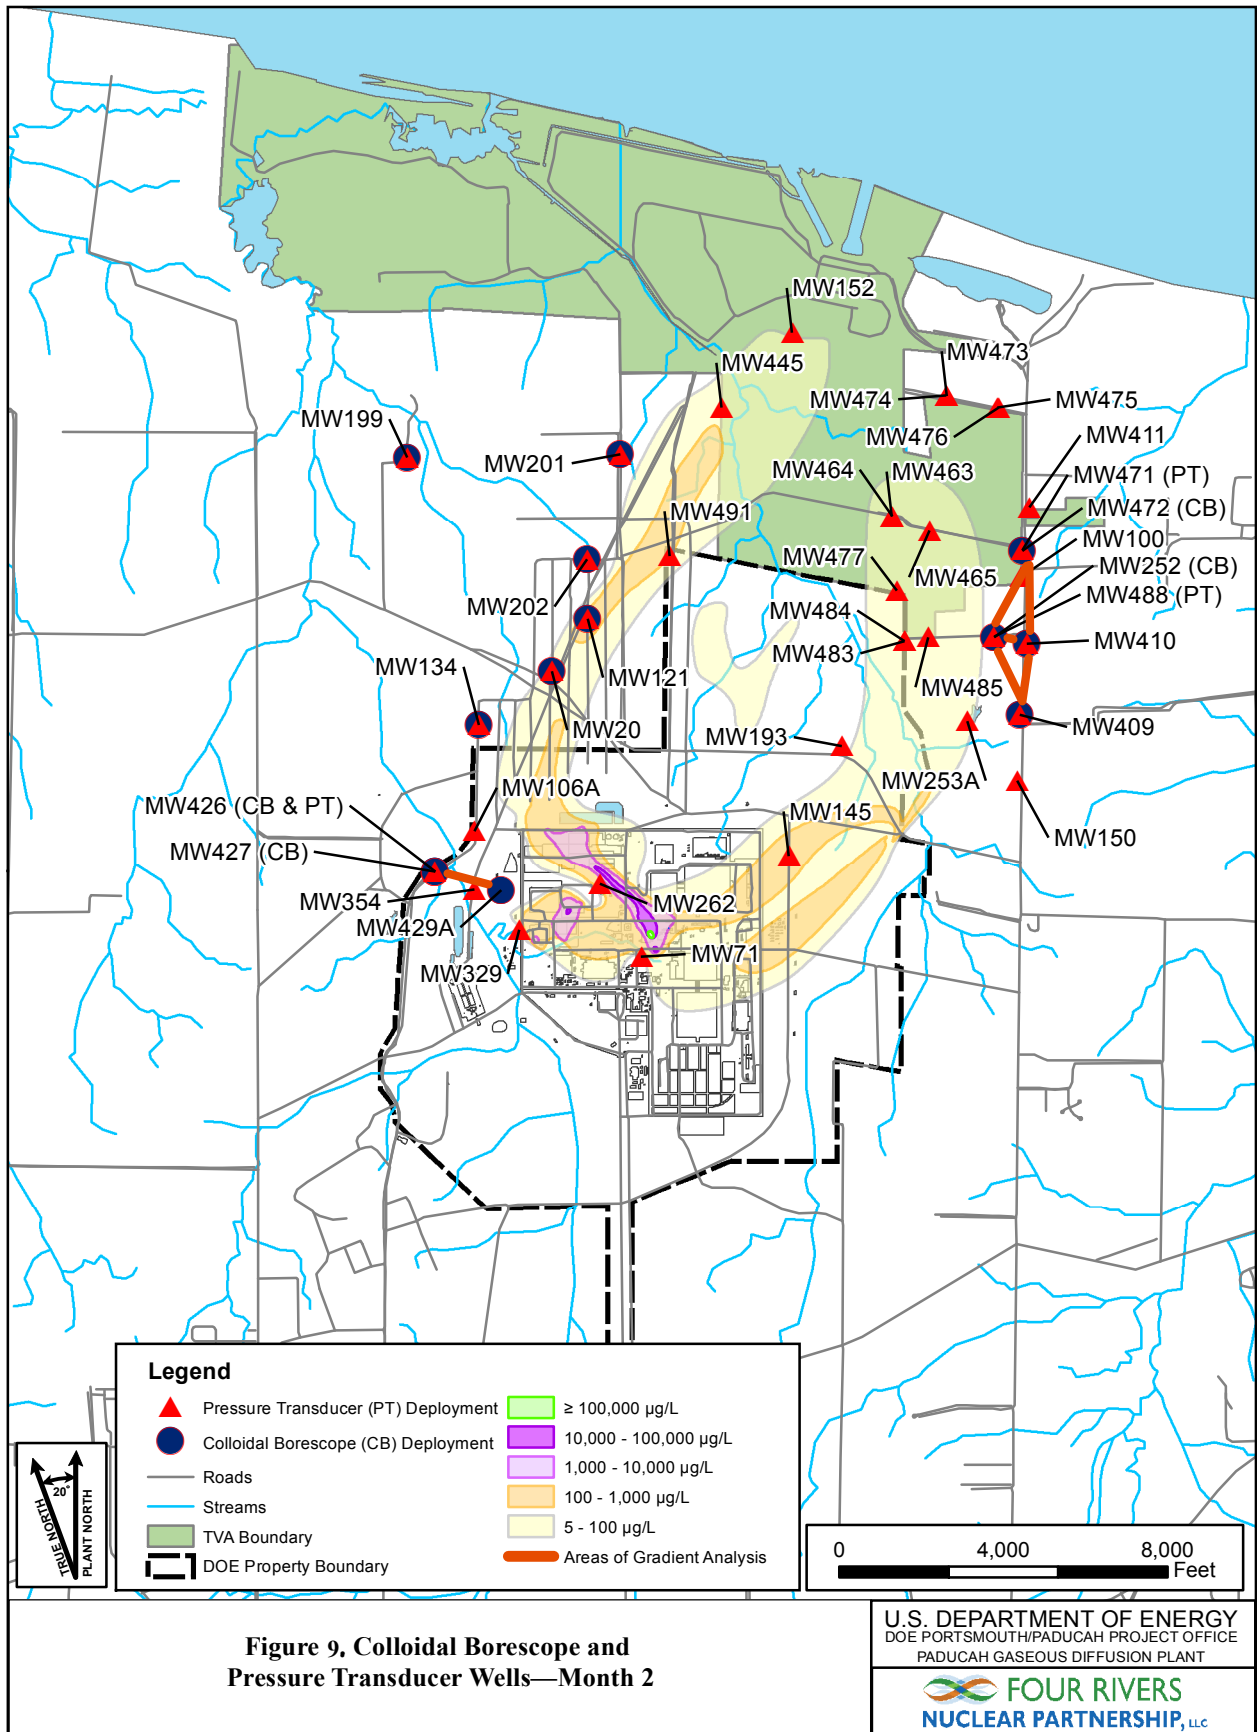 MW152
MW445
MW473
MW474
MW475
MW199
MW476
MW411
MW201
MW464
MW463
MW471 (PT)
MW472 (CB)
MW491
MW100
MW477
MW465
MW252 (CB)
MW488 (PT)
MW202
MW484
MW410
MW483
MW134
MW121
MW485
MW20
MW193
MW409
MW253A
MW106A
MW426 (CB & PT)
MW145
MW150
MW427 (CB)
MW354
MW262
MW429A
MW329
MW71
Legend
Pressure Transducer (PT) Deployment
Colloidal Borescope (CB) Deployment
Roads
Streams
TVA Boundary
DOE Property Boundary
≥ 100,000 µg/L
10,000 - 100,000 µg/L
1,000 - 10,000 µg/L
100 - 1,000 µg/L
5 - 100 µg/L
Areas of Gradient Analysis
20°
TRUE NORTH
PLANT NORTH
0 4,000 8,000
Feet
Figure 9. Colloidal Borescope and
Pressure Transducer Wells—Month 2
U.S. DEPARTMENT OF ENERGY
DOE PORTSMOUTH/PADUCAH PROJECT OFFICE
PADUCAH GASEOUS DIFFUSION PLANT
FOUR RIVERS
NUCLEAR PARTNERSHIP, LLC